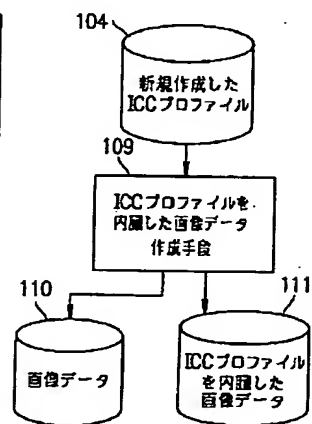 104
新規作成した
ICCプロファイル
109
ICCプロファイルを
内蔵した画像データ
作成手段
110
画像データ
111
ICCプロファイル
を内蔵した
画像データ